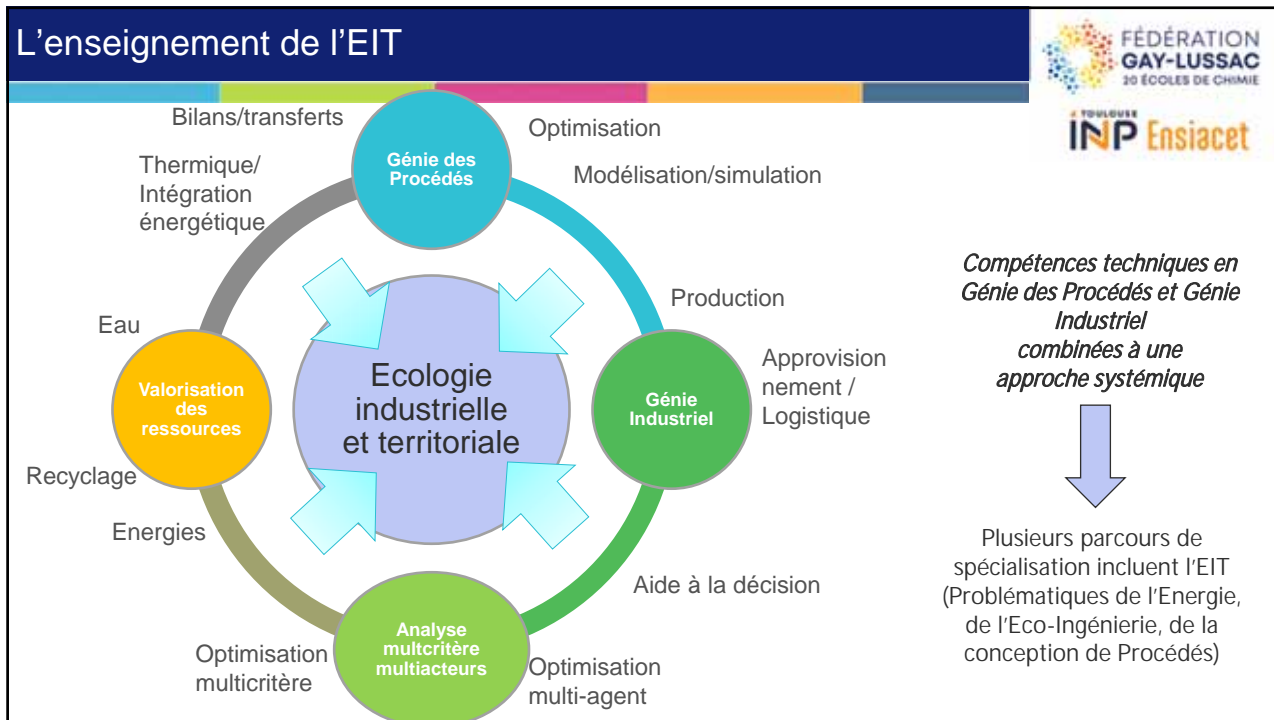 L'enseignement de l'EIT
FÉDÉRATION
GAY-LUSSAC
20 ÉCOLES DE CHIMIE
TOULOUSE
INP Ensiacet
Bilans/transferts
Optimisation
Génie des
Procédés
Thermique/
Intégration
énergétique
Modélisation/simulation
Production
Eau
Approvision
nement /
Logistique
Valorisation
des
ressources
Ecologie
industrielle
et territoriale
Génie
Industriel
Recyclage
Energies
Aide à la décision
Analyse
multcritère
multiacteurs
Optimisation
multicritère
Optimisation
multi-agent
Compétences techniques en
Génie des Procédés et Génie
Industriel
combinées à une
approche systémique
Plusieurs parcours de
spécialisation incluent l'EIT
(Problématiques de l'Energie,
de l'Eco-Ingénierie, de la
conception de Procédés)